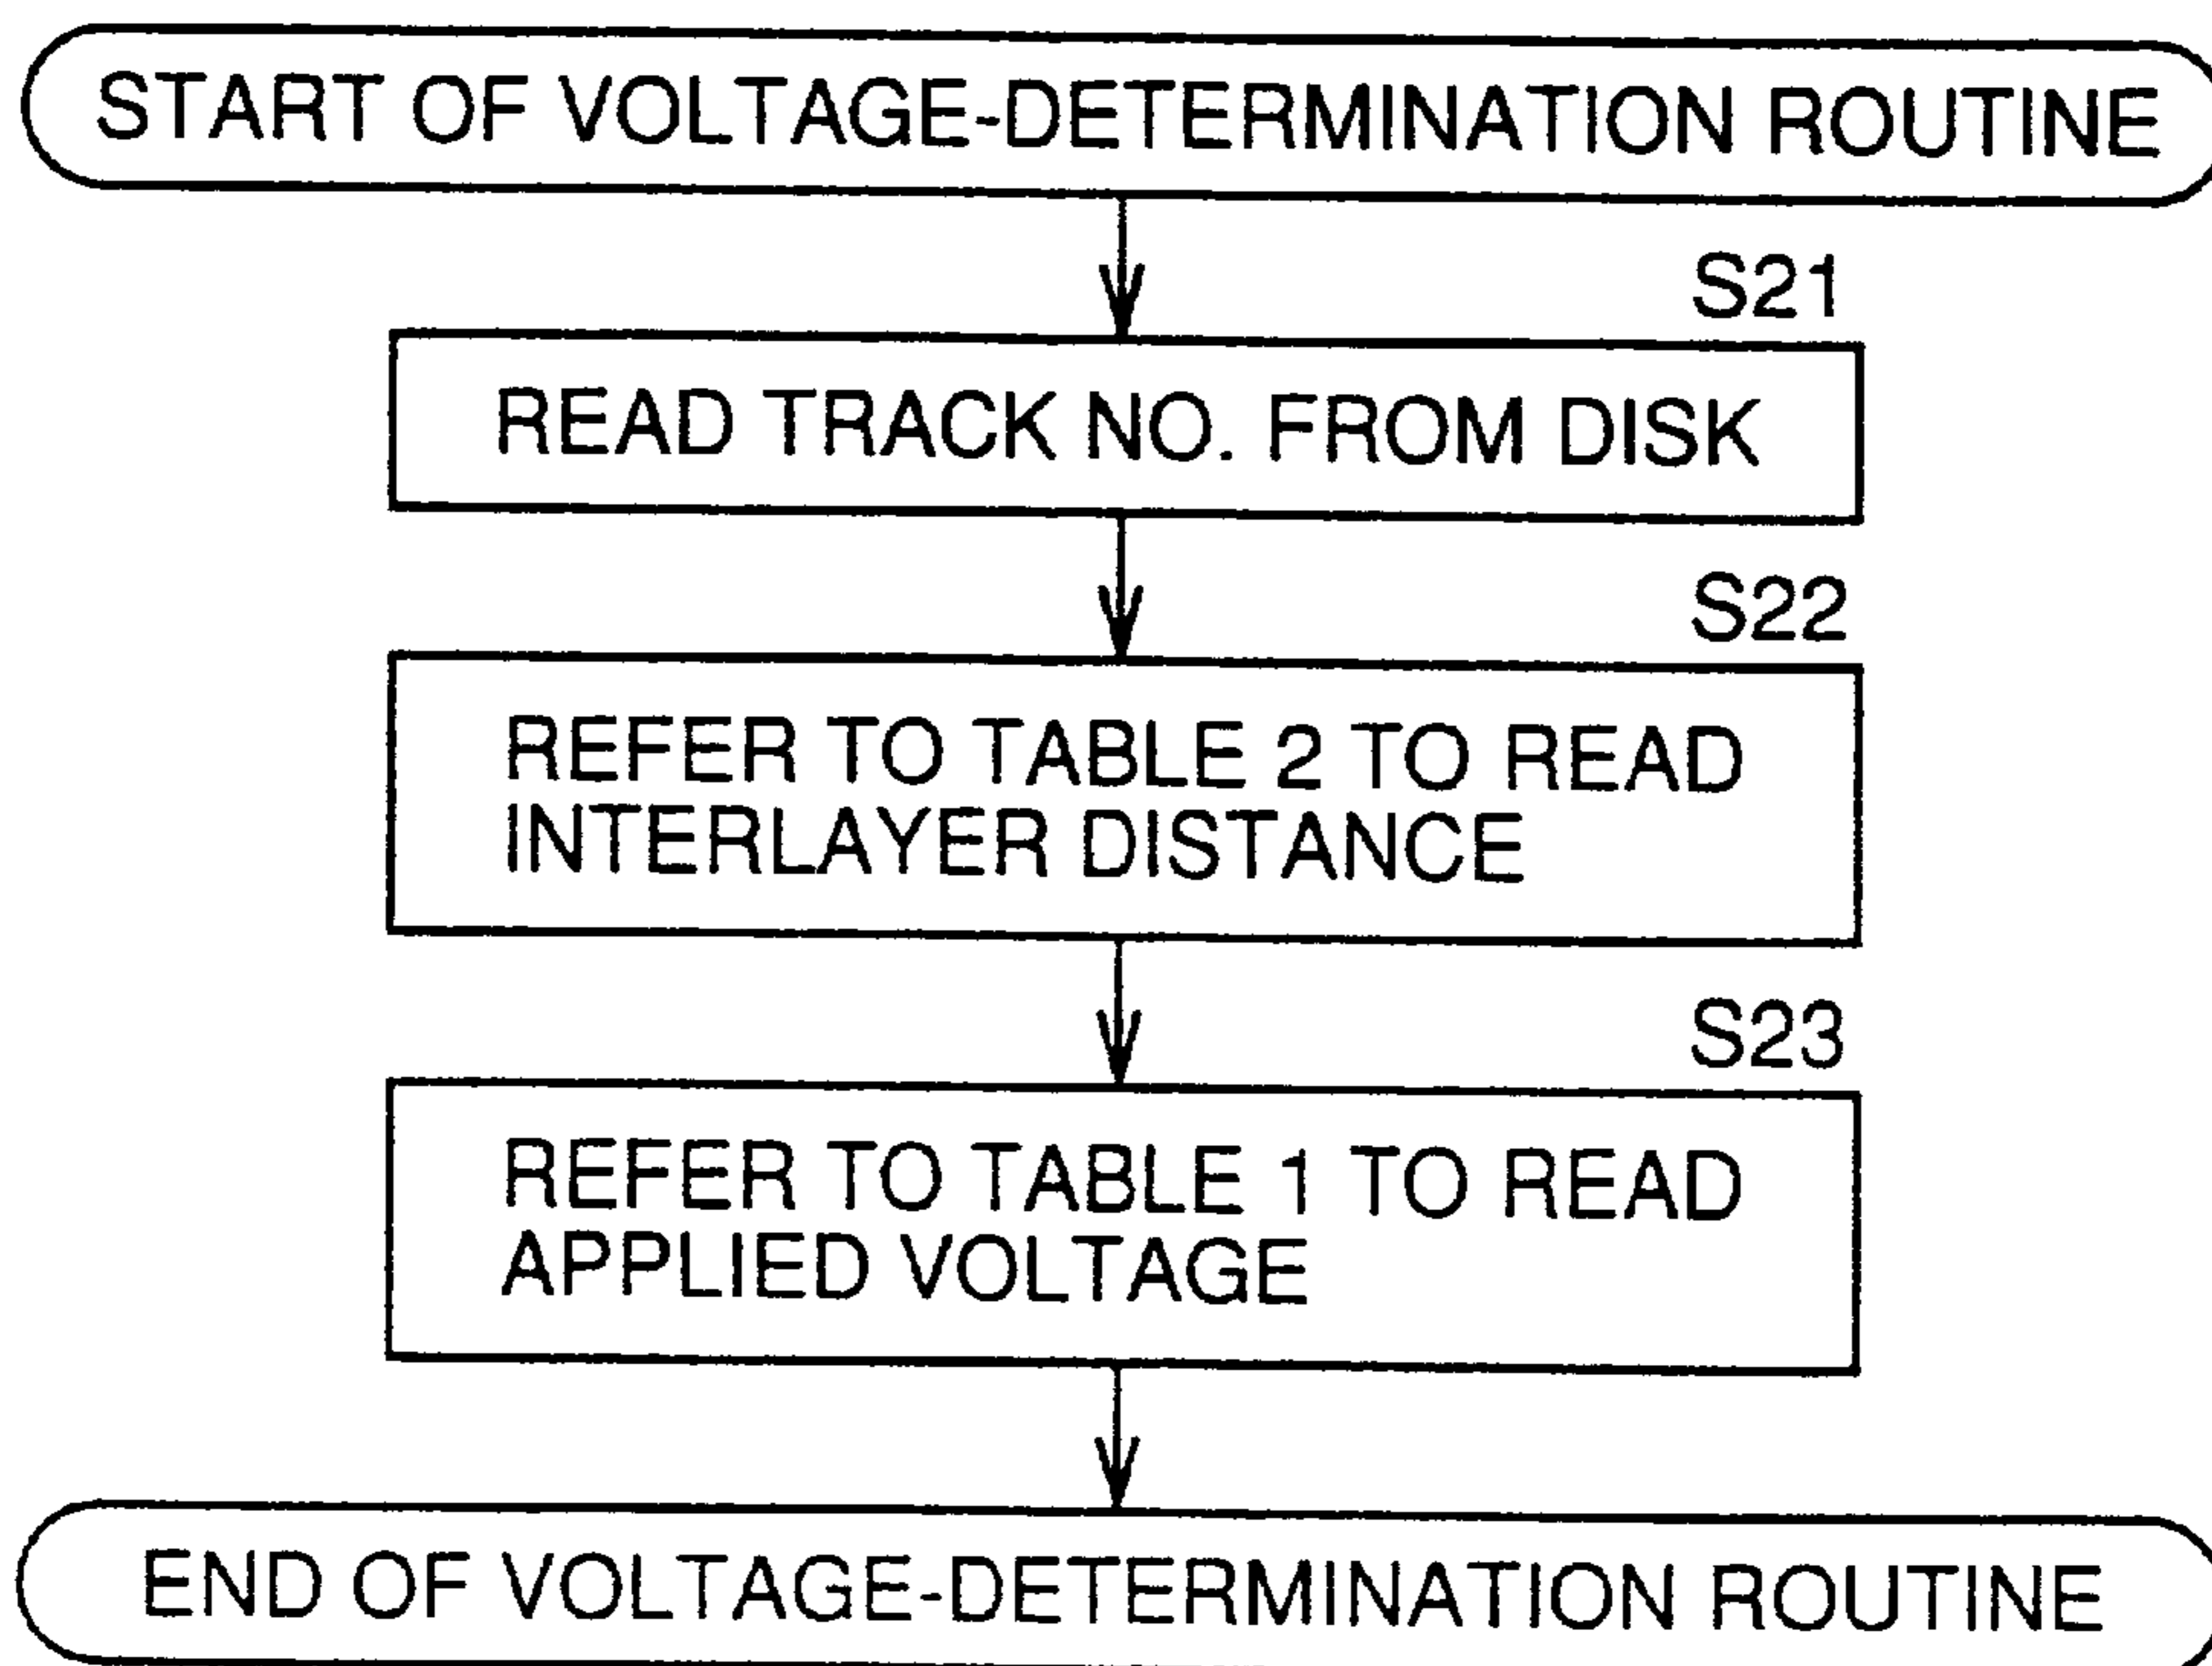 START OF VOLTAGE-DETERMINATION ROUTINE
S21
READ TRACK NO. FROM DISK
S22
REFER TO TABLE 2 TO READ
INTERLAYER DISTANCE
S23
REFER TO TABLE 1 TO READ
APPLIED VOLTAGE
END OF VOLTAGE-DETERMINATION ROUTINE